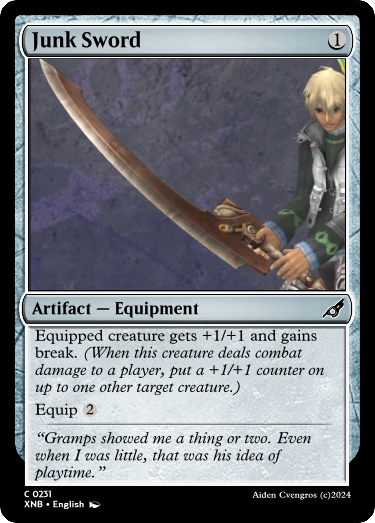 Junk Sword 1
Artifact — Equipment
Equipped creature gets +1/+1 and gains
break. (When this creature deals combat
damage to a player, put a +1/+1 counter on
up to one other target creature.)
Equip 2
“Gramps showed me a thing or two. Even
when I was little, that was his idea of
playtime.”
C 0231
XNB • English
Aiden Cvengros (c)2024